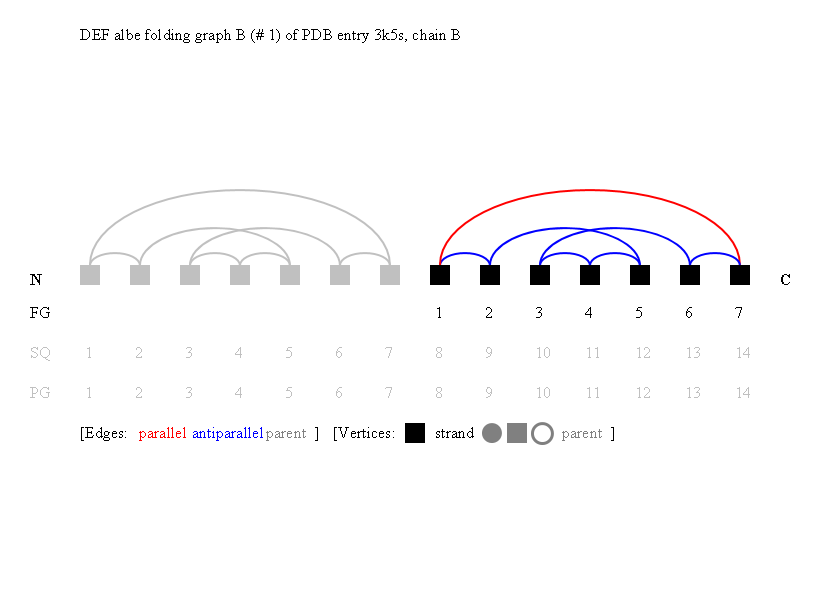 DEF albe folding graph B (# 1) of PDB entry 3k5s, chain B
N C
FG 1 2 3 4 5 6 7
SQ 1 2 3 4 5 6 7 8 9 10 11 12 13 14
PG 1 2 3 4 5 6 7 8 9 10 11 12 13 14
[Edges: parallel antiparallel parent ] [Vertices: strand parent ]